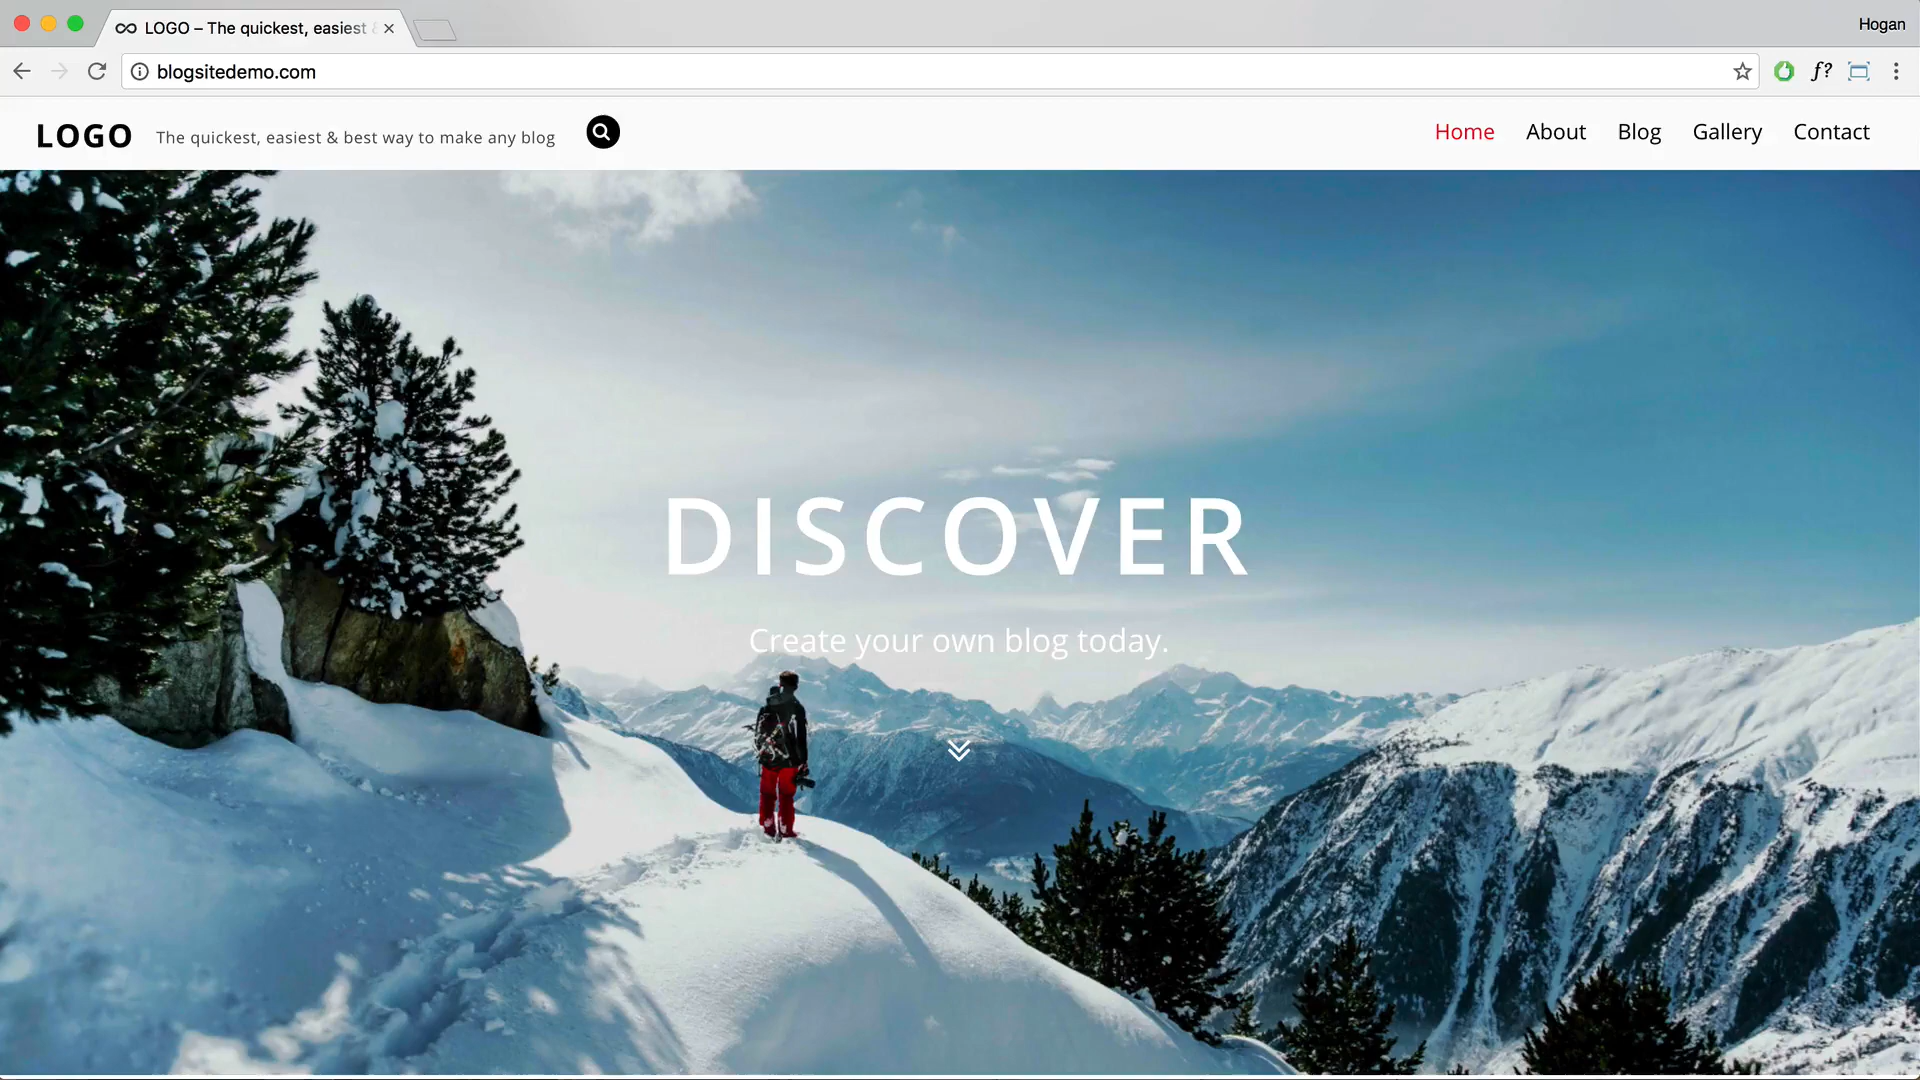 LOGO – The quickest, easiest
Hogan
blogsitedemo.com
f?
LOGO The quickest, easiest & best way to make any blog
Home About Blog Gallery Contact
DISCOVER
Create your own blog today.